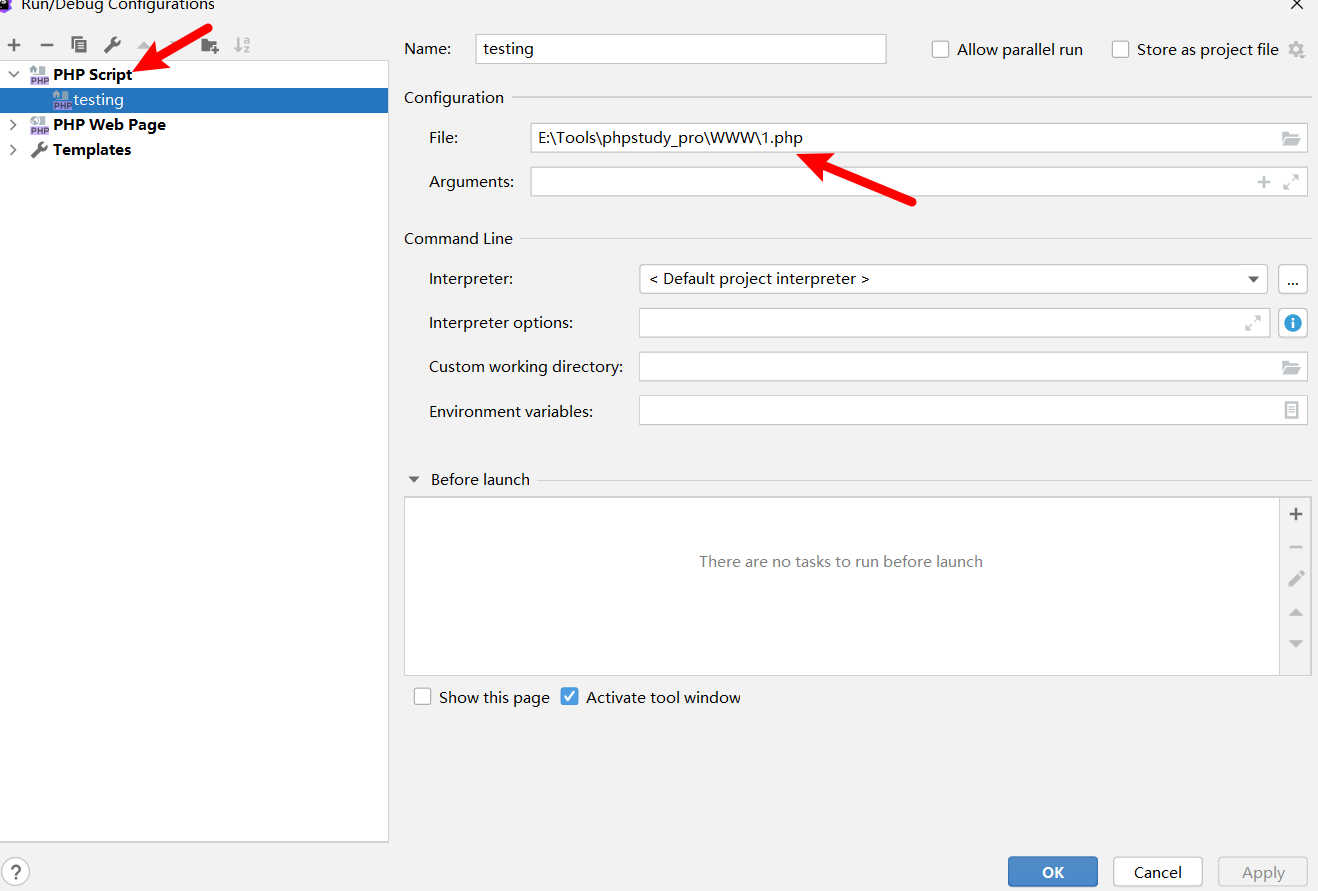 Run/Debug Configurations
Name: testing Allow parallel run Store as project file
PHP Script
PHP testing
PHP Web Page
Templates
Configuration
File: E:\Tools\phpstudy_pro\WWW\1.php
Arguments:
Command Line
Interpreter: < Default project interpreter > ...
Interpreter options:
Custom working directory:
Environment variables:
Before launch
There are no tasks to run before launch
Show this page Activate tool window
? OK Cancel Apply